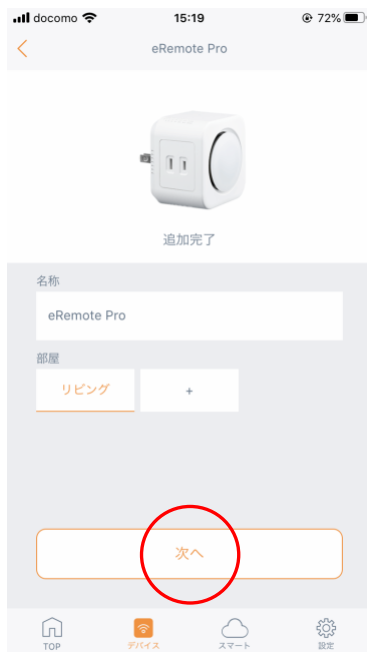 docomo 15:19 72%
eRemote Pro
追加完了
名称
eRemote Pro
部屋
リビング +
次へ
TOP デバイス スマート 設定